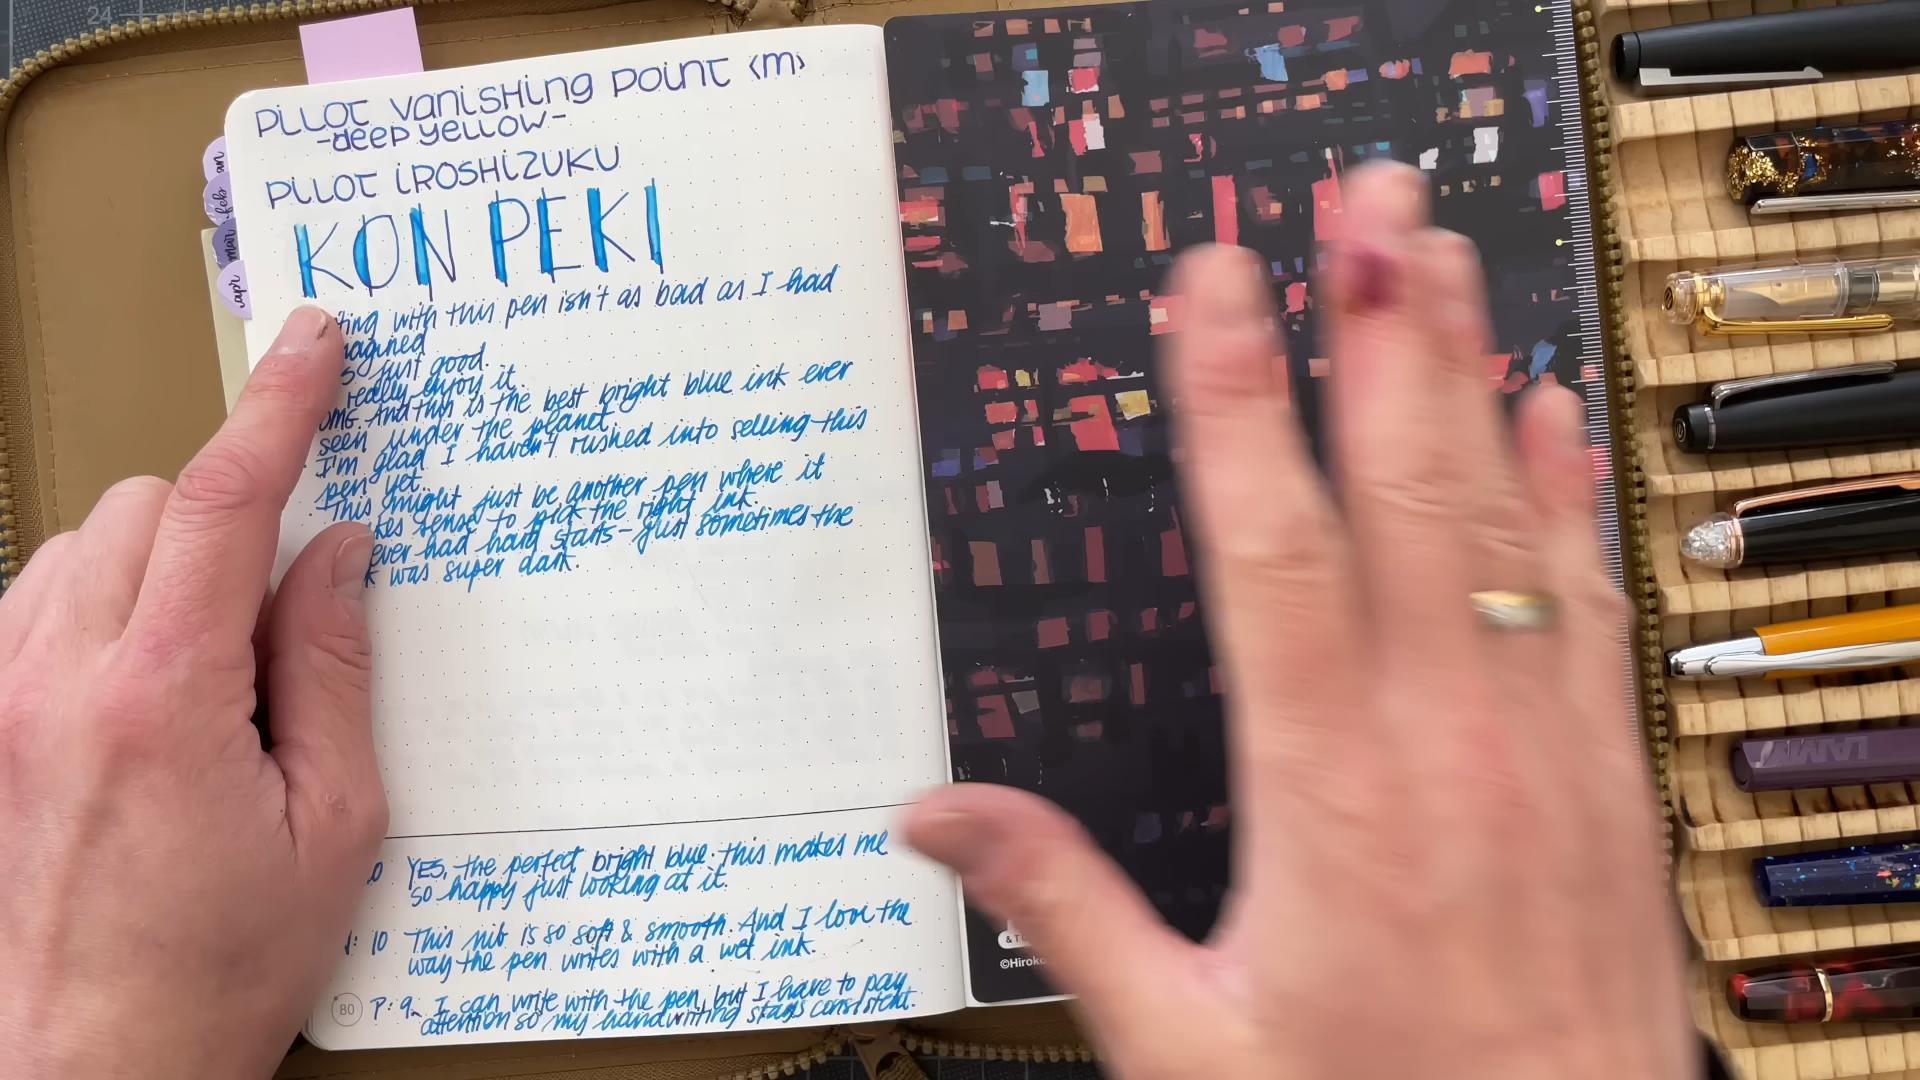 PILOT VANISHING POINT <M>
-deep yellow-
PILOT IROSHIZUKU
KON PEKI
with this pen isn't as bad as I had
just good.
really enjoy it.
OMG. And this is the best bright blue ink ever
seen under the planet.
I'm glad I haven't rushed into selling this
pen yet.
This might just be another pen where it
sense to pick the right ink.
had hard starts - just sometimes the
was super dark.
YES, the perfect bright blue. this makes me
so happy just looking at it.
10 This nib is so soft & smooth. And I love the
way the pen writes with a wet ink.
80
P: 9 I can write with the pen, but I have to pay
attention so my handwriting stays consistent.
feb
mar
apr
24
LAMY